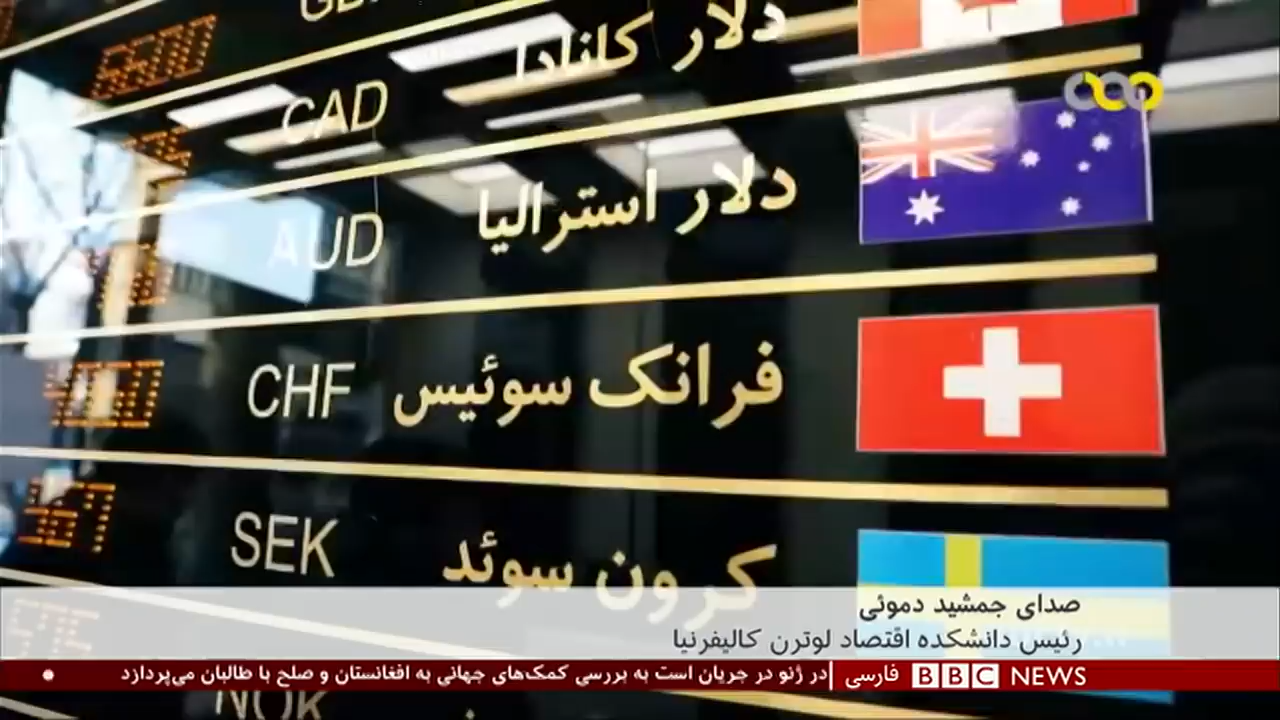 دلار کانادا CAD
دلار استرالیا AUD
فرانک سوئیس CHF
کرون سوئد SEK
NOK
صدای جمشید دموئی
رئیس دانشکده اقتصاد لوترن کالیفرنیا
BBC NEWS فارسی | در ژنو در جریان است به بررسی کمک‌های جهانی به افغانستان و صلح با طالبان می‌پردازد